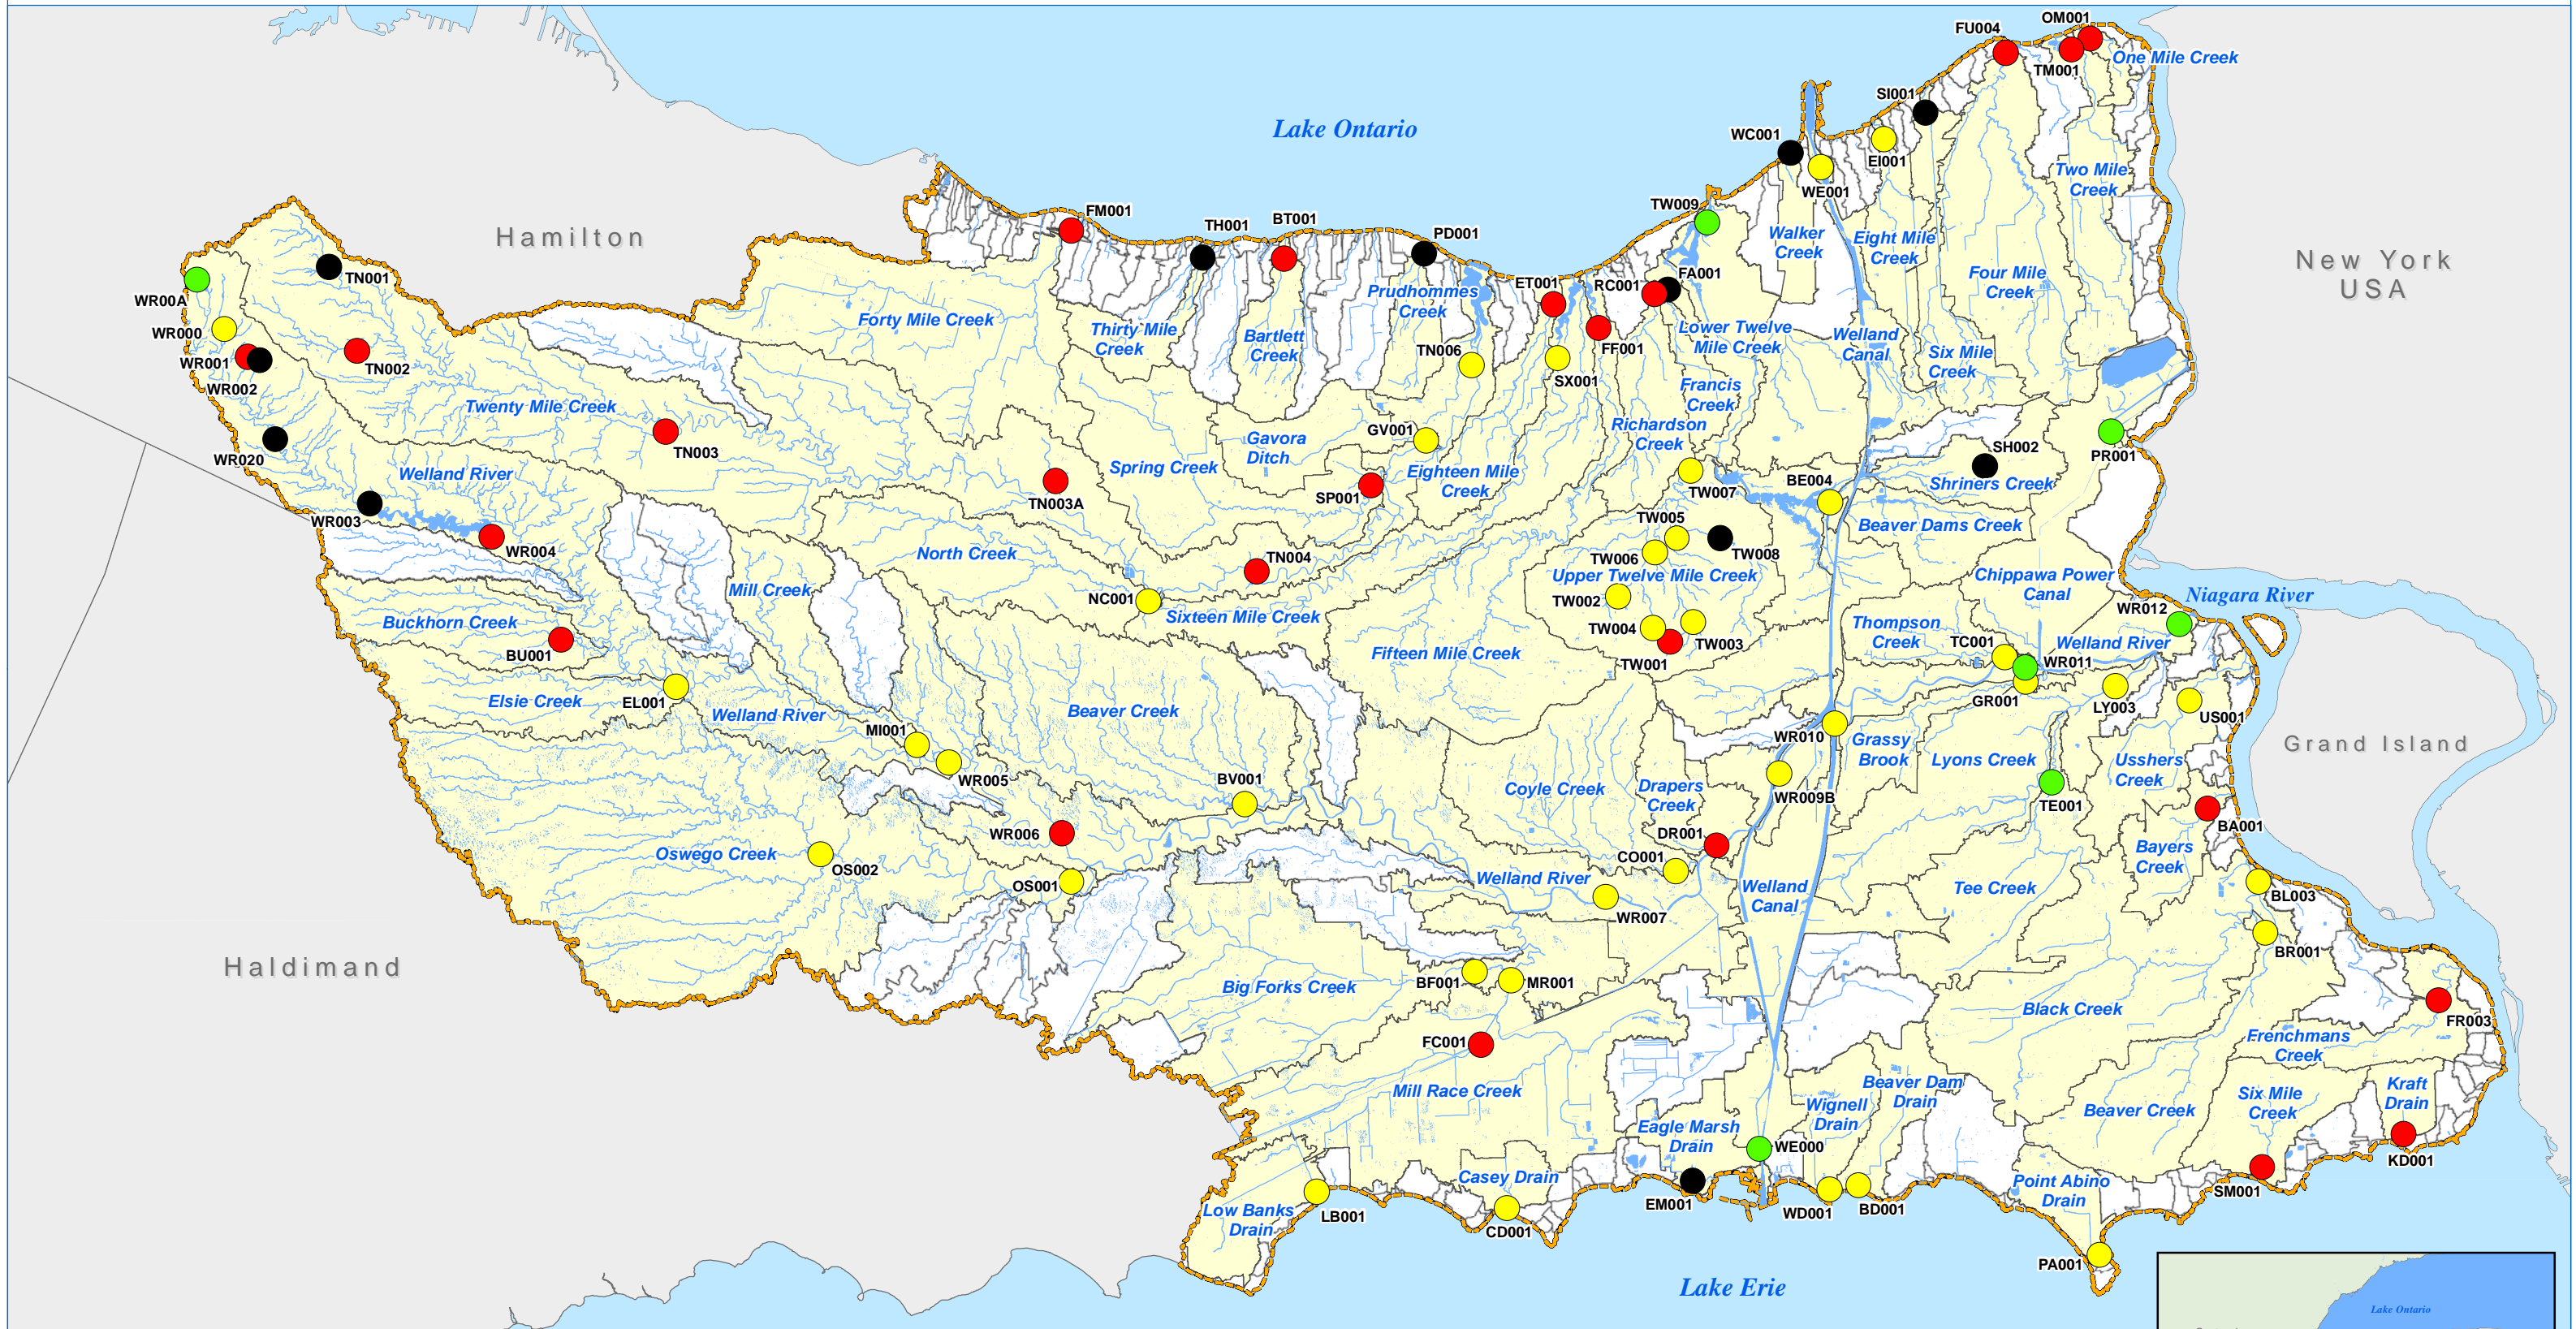 OM001
FU004
One Mile Creek
TM001
SI001
Lake Ontario
WC001
EI001
Two Mile
Creek
WE001
TW009
FM001
TH001
BT001
PD001
Hamilton
Walker
Creek
Eight Mile
Creek
New York
USA
TN001
FA001
RC001
ET001
Four Mile
Creek
WR00A
Prudhommes
Creek
Forty Mile Creek
WR000
Thirty Mile
Creek
Bartlett
Creek
Lower Twelve
Mile Creek
Welland
Canal
FF001
TN006
Six Mile
Creek
WR001
TN002
WR002
SX001
Francis
Creek
Twenty Mile Creek
Richardson
Creek
GV001
Gavora
Ditch
TN003
SH002
PR001
WR020
Welland River
Spring Creek
Eighteen Mile
Creek
BE004
Shriners Creek
TW007
SP001
TN003A
WR003
TW005
Beaver Dams Creek
WR004
North Creek
TN004
TW006
TW008
Upper Twelve Mile Creek
Chippawa Power
Canal
Mill Creek
NC001
TW002
Niagara River
WR012
Buckhorn Creek
Sixteen Mile Creek
TW004
TW003
Thompson
Creek
TC001
Welland River
BU001
Fifteen Mile Creek
TW001
WR011
Elsie Creek
EL001
GR001
LY003
US001
Welland River
Beaver Creek
MI001
WR010
Grassy
Brook
Grand Island
Lyons Creek
Usshers
Creek
WR005
BV001
Coyle Creek
Drapers
Creek
WR009B
TE001
WR006
DR001
BA001
Oswego Creek
OS002
CO001
Bayers
Creek
OS001
Welland River
Welland
Canal
Tee Creek
BL003
WR007
BR001
Haldimand
BF001
MR001
Big Forks Creek
Black Creek
FR003
FC001
Frenchmans
Creek
Mill Race Creek
Beaver Dam
Drain
Wignell
Drain
Beaver Creek
Six Mile
Creek
Kraft
Drain
Eagle Marsh
Drain
WE000
KD001
Casey Drain
Point Abino
Drain
SM001
Low Banks
Drain
LB001
EM001
WD001
BD001
CD001
PA001
Lake Erie
Lake Ontario